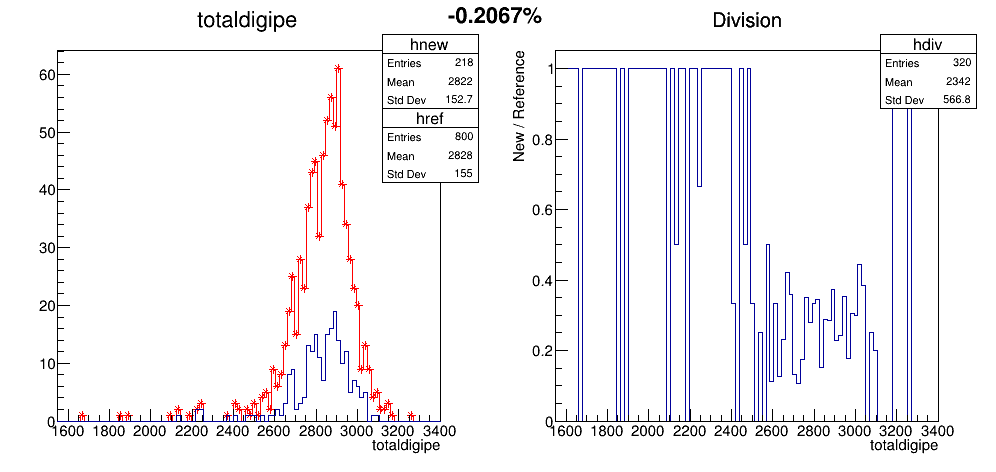 -0.2067%
totaldigipe
hnew
Entries 218
Mean 2822
Std Dev 152.7
href
Entries 800
Mean 2828
Std Dev 155
60
50
40
30
20
10
0
1600 1800 2000 2200 2400 2600 2800 3000 3200 3400
totaldigipe
Division
hdiv
Entries 320
Mean 2342
Std Dev 566.8
New / Reference
1
0.8
0.6
0.4
0.2
0
1600 1800 2000 2200 2400 2600 2800 3000 3200 3400
totaldigipe